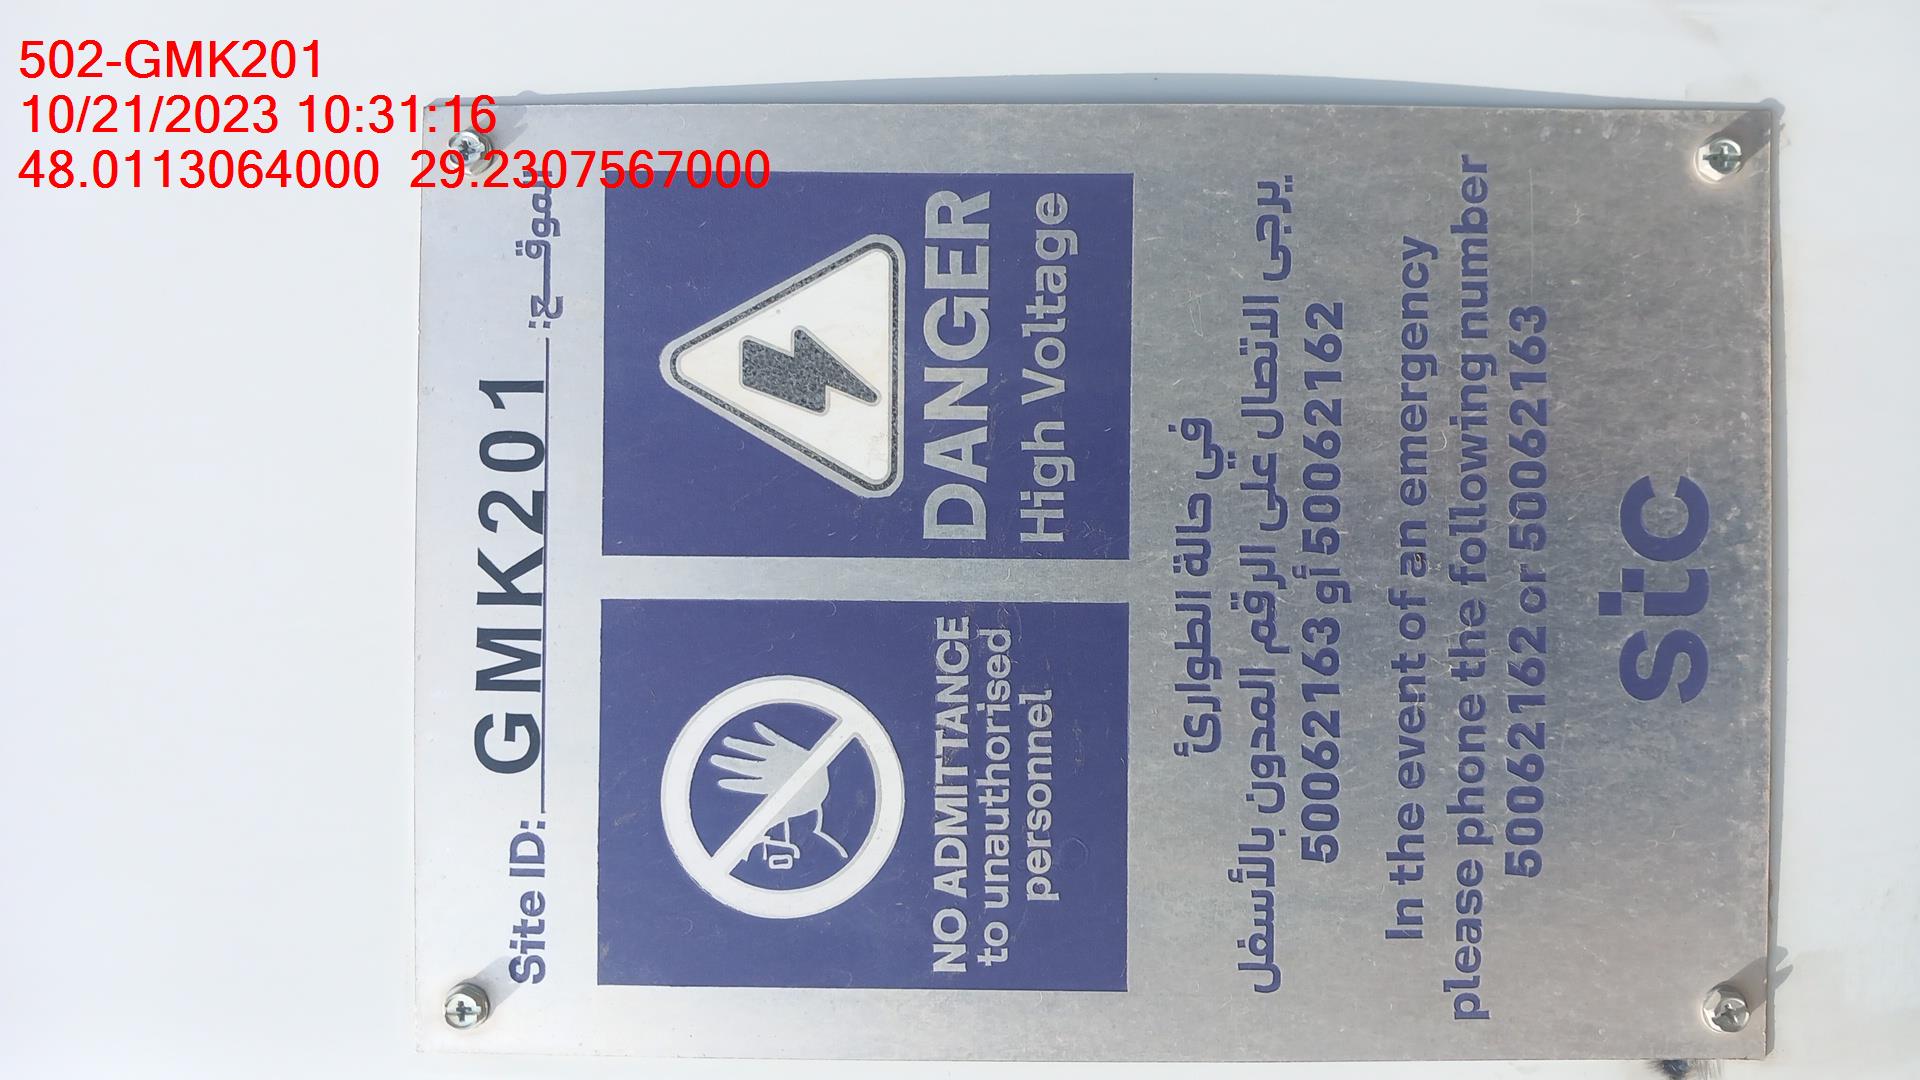 502-GMK201
10/21/2023 10:31:16
48.0113064000 29.2307567000
Site ID: GMK201 الموقــع:
NO ADMITTANCE
to unauthorised
personnel
DANGER
High Voltage
في حالة الطوارئ
يرجى الاتصال على الرقم المدون بالأسفل
50062163 أو 50062162
In the event of an emergency
please phone the following number
50062162 or 50062163
stc